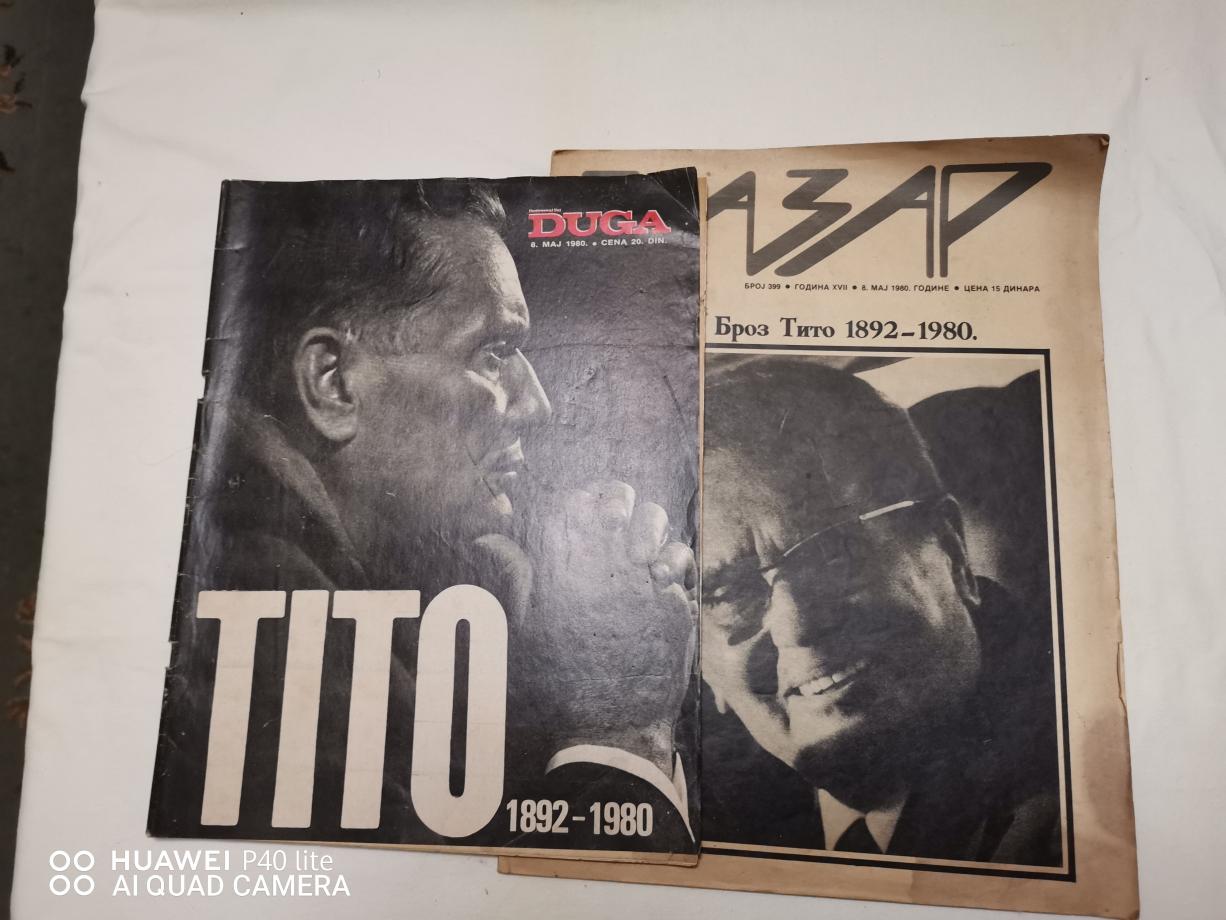 DUGA
8. MAJ 1980. • CENA 20. DIN.
TITO
1892-1980
АЗАР
БРОЈ 399 • ГОДИНА XVII • 8. МАЈ 1980. ГОДИНЕ • ЦЕНА 15 ДИНАРА
Броз Тито 1892-1980.
HUAWEI P40 lite
AI QUAD CAMERA